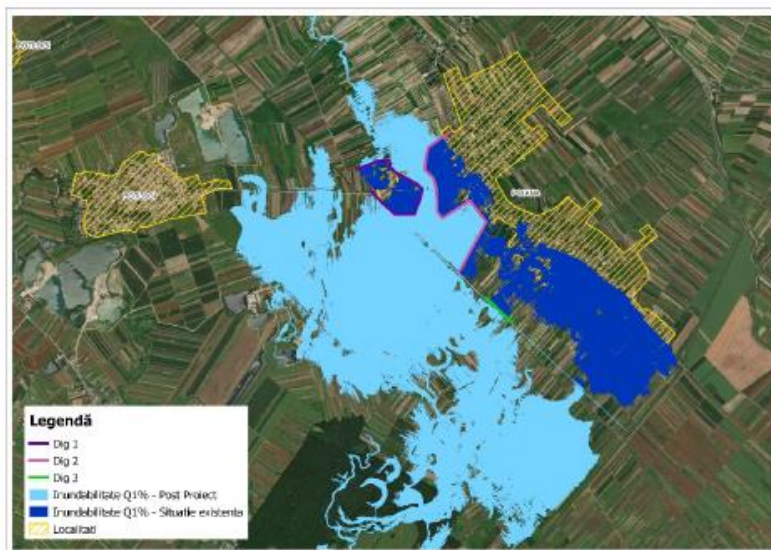 Legendă
Dig 1
Dig 2
Dig 3
Inundabilitate Q1% - Post Proiect
Inundabilitate Q1% - Situatie existenta
Localitati